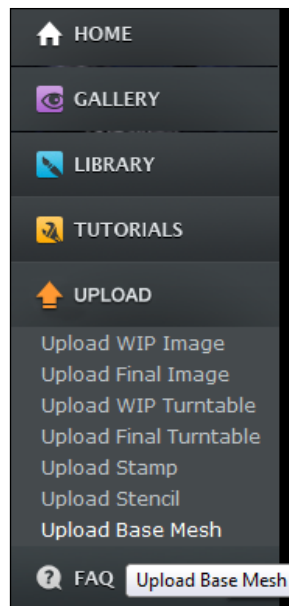 HOME
GALLERY
LIBRARY
TUTORIALS
UPLOAD
Upload WIP Image
Upload Final Image
Upload WIP Turntable
Upload Final Turntable
Upload Stamp
Upload Stencil
Upload Base Mesh
FAQ
Upload Base Mesh